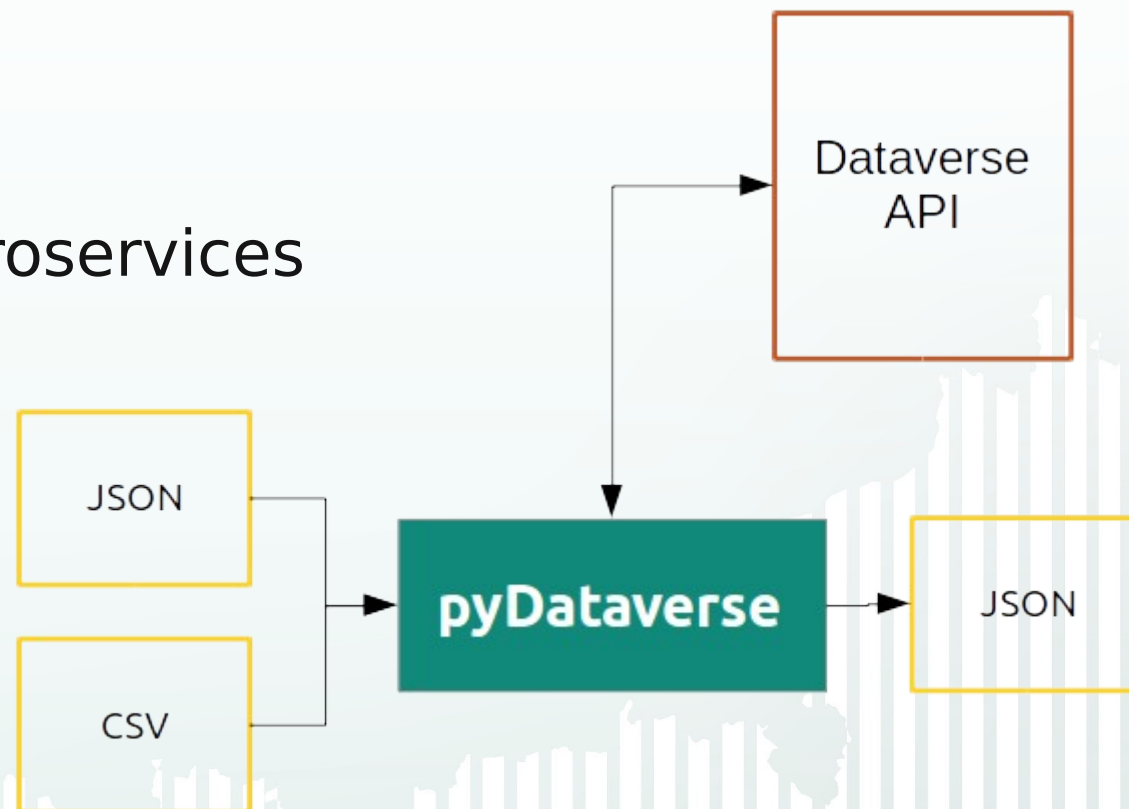 Dataverse
API
roservices
JSON
pyDataverse
JSON
CSV